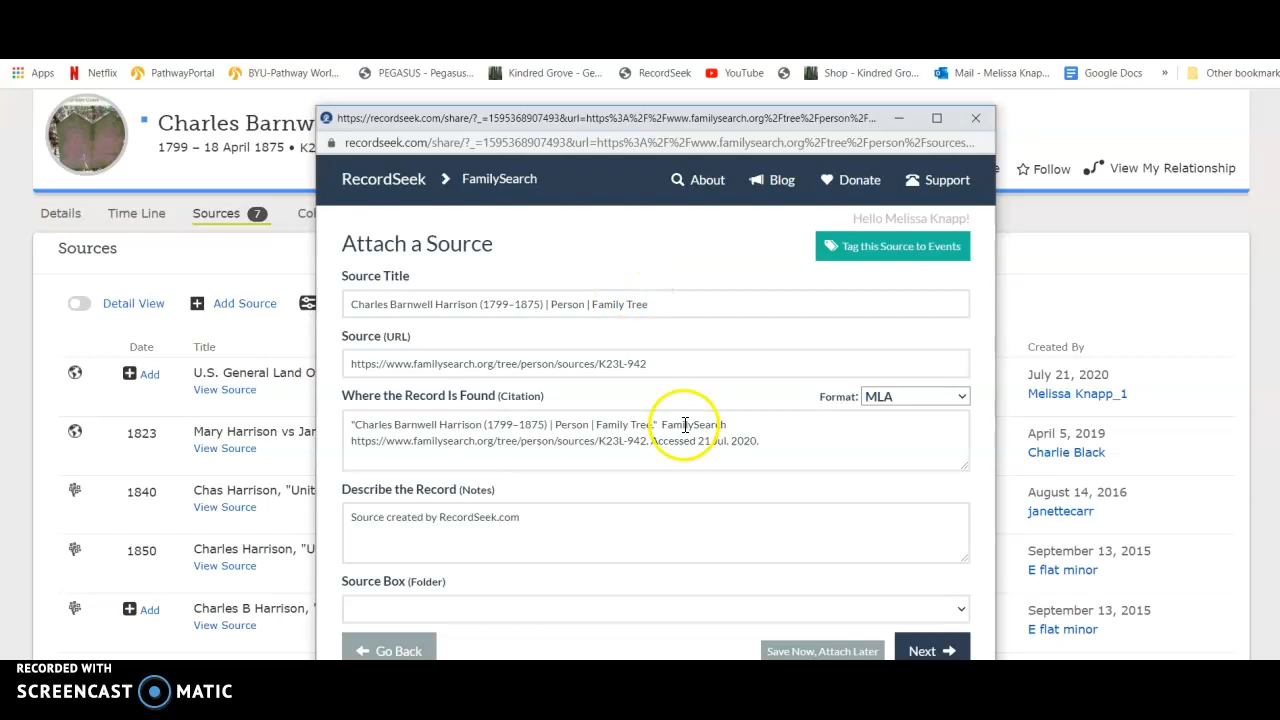 Apps Netflix PathwayPortal BYU-Pathway Worl... PEGASUS - Pegasus... Kindred Grove - Ge... RecordSeek YouTube Shop - Kindred Gro... Mail - Melissa Knap... Google Docs » Other bookmark
Charles Barnw
1799 – 18 April 1875 • K2
Follow View My Relationship
Details Time Line Sources 7 Col
Sources
Detail View Add Source
Date Title Created By
Add U.S. General Land O July 21, 2020
View Source Melissa Knapp_1
1823 Mary Harrison vs Jan April 5, 2019
View Source Charlie Black
1840 Chas Harrison, "Unit August 14, 2016
View Source janettecarr
1850 Charles Harrison, "U September 13, 2015
View Source E flat minor
Add Charles B Harrison, " September 13, 2015
View Source E flat minor
https://recordseek.com/share/?_=1595368907493&url=https%3A%2F%2Fwww.familysearch.org%2Ftree%2Fperson%2F...
recordseek.com/share/?_=1595368907493&url=https%3A%2F%2Fwww.familysearch.org%2Ftree%2Fperson%2Fsources...
RecordSeek FamilySearch About Blog Donate Support
Hello Melissa Knapp!
Attach a Source Tag this Source to Events
Source Title
Charles Barnwell Harrison (1799–1875) | Person | Family Tree
Source (URL)
https://www.familysearch.org/tree/person/sources/K23L-942
Where the Record Is Found (Citation) Format: MLA
"Charles Barnwell Harrison (1799–1875) | Person | Family Tree." FamilySearch
https://www.familysearch.org/tree/person/sources/K23L-942. Accessed 21 Jul. 2020.
Describe the Record (Notes)
Source created by RecordSeek.com
Source Box (Folder)
Go Back Save Now, Attach Later Next
RECORDED WITH
SCREENCAST MATIC